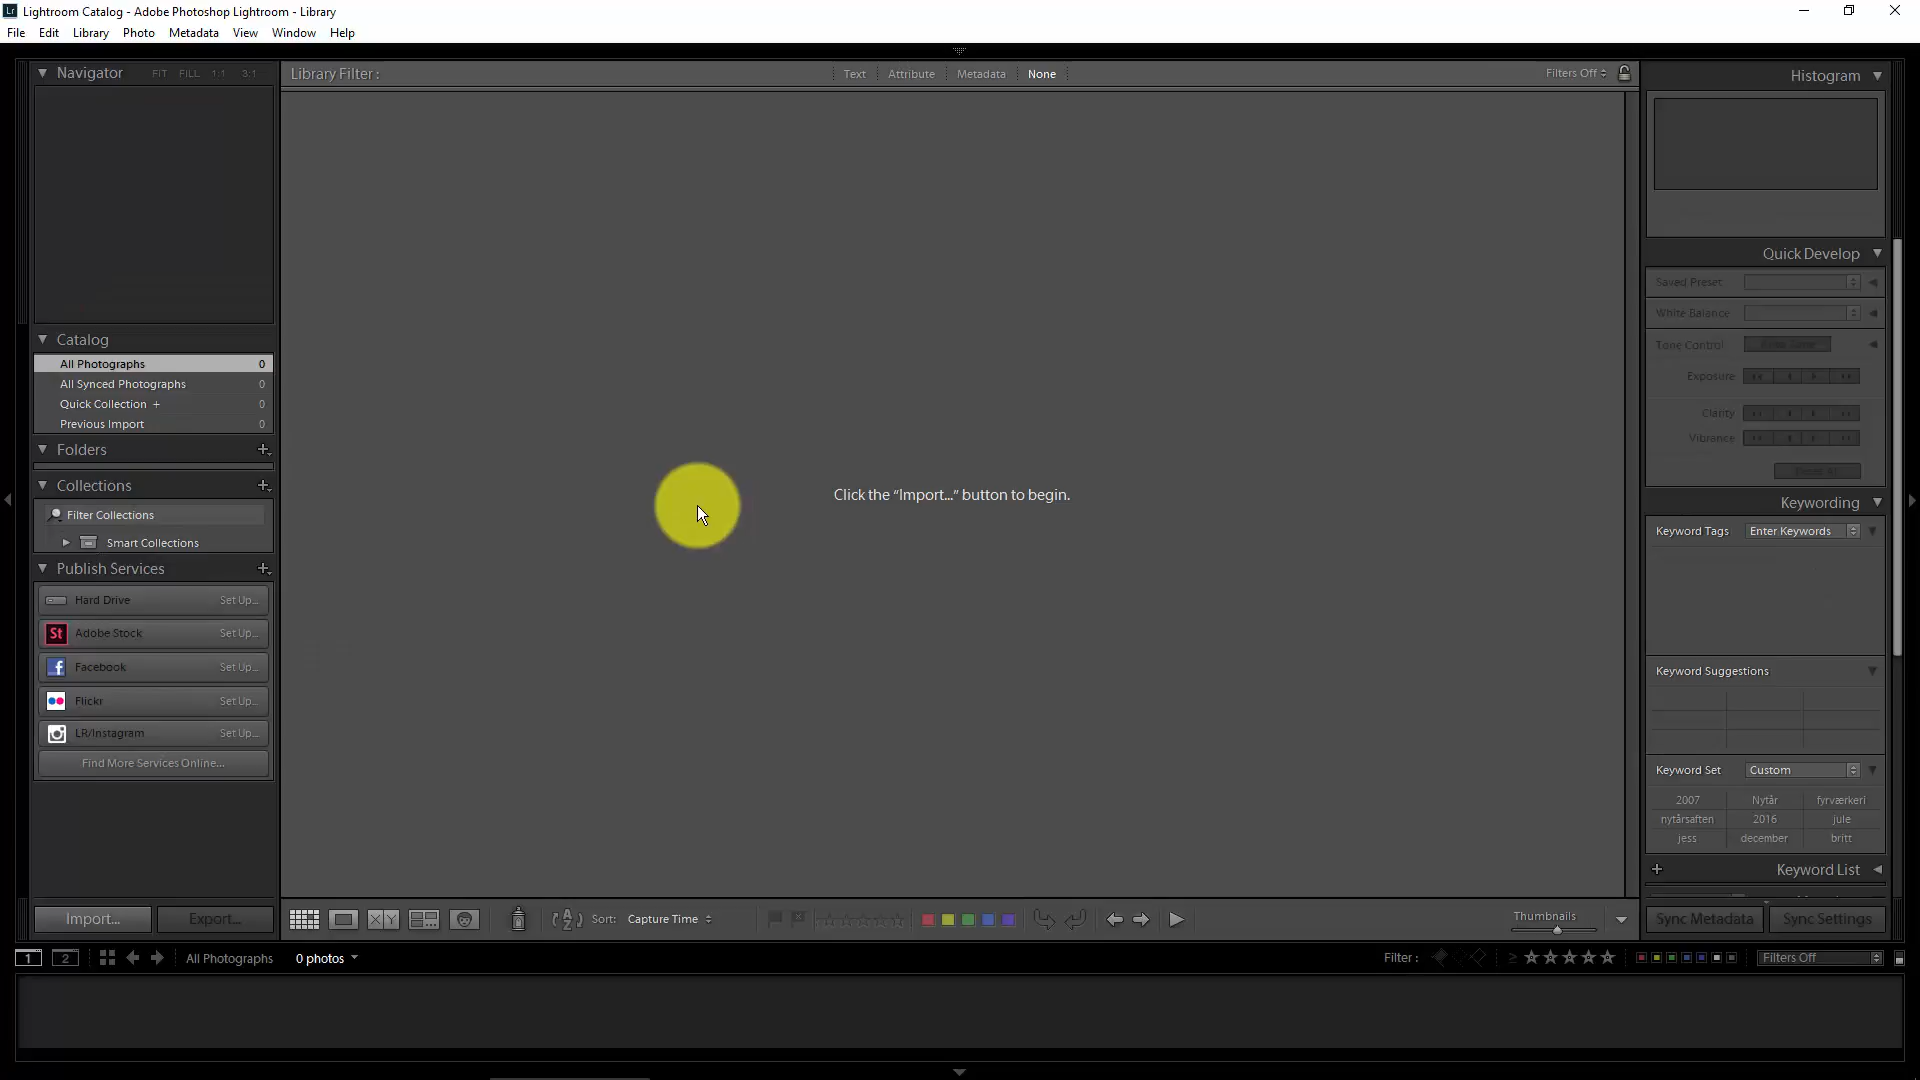 Lr Lightroom Catalog - Adobe Photoshop Lightroom - Library
File Edit Library Photo Metadata View Window Help
Navigator FIT FILL 1:1 3:1
Library Filter : Text Attribute Metadata None Filters Off
Histogram
Quick Develop
Saved Preset
White Balance
Tone Control
Exposure
Clarity
Vibrance
Catalog
All Photographs 0
All Synced Photographs 0
Quick Collection + 0
Previous Import 0
Folders
Collections
Filter Collections
Smart Collections
Publish Services
Hard Drive Set Up...
St Adobe Stock Set Up...
f Facebook Set Up...
Flickr Set Up...
LR/Instagram Set Up...
Find More Services Online...
Click the “Import...” button to begin.
Keywording
Keyword Tags Enter Keywords
Keyword Suggestions
Keyword Set Custom
2007 Nytår fyrværkeri
nytårsaften 2016 jule
jess december britt
Keyword List
Import... Export...
XY AZ Sort: Capture Time Thumbnails
Sync Metadata Sync Settings
1 2 All Photographs 0 photos Filter : ≥ Filters Off